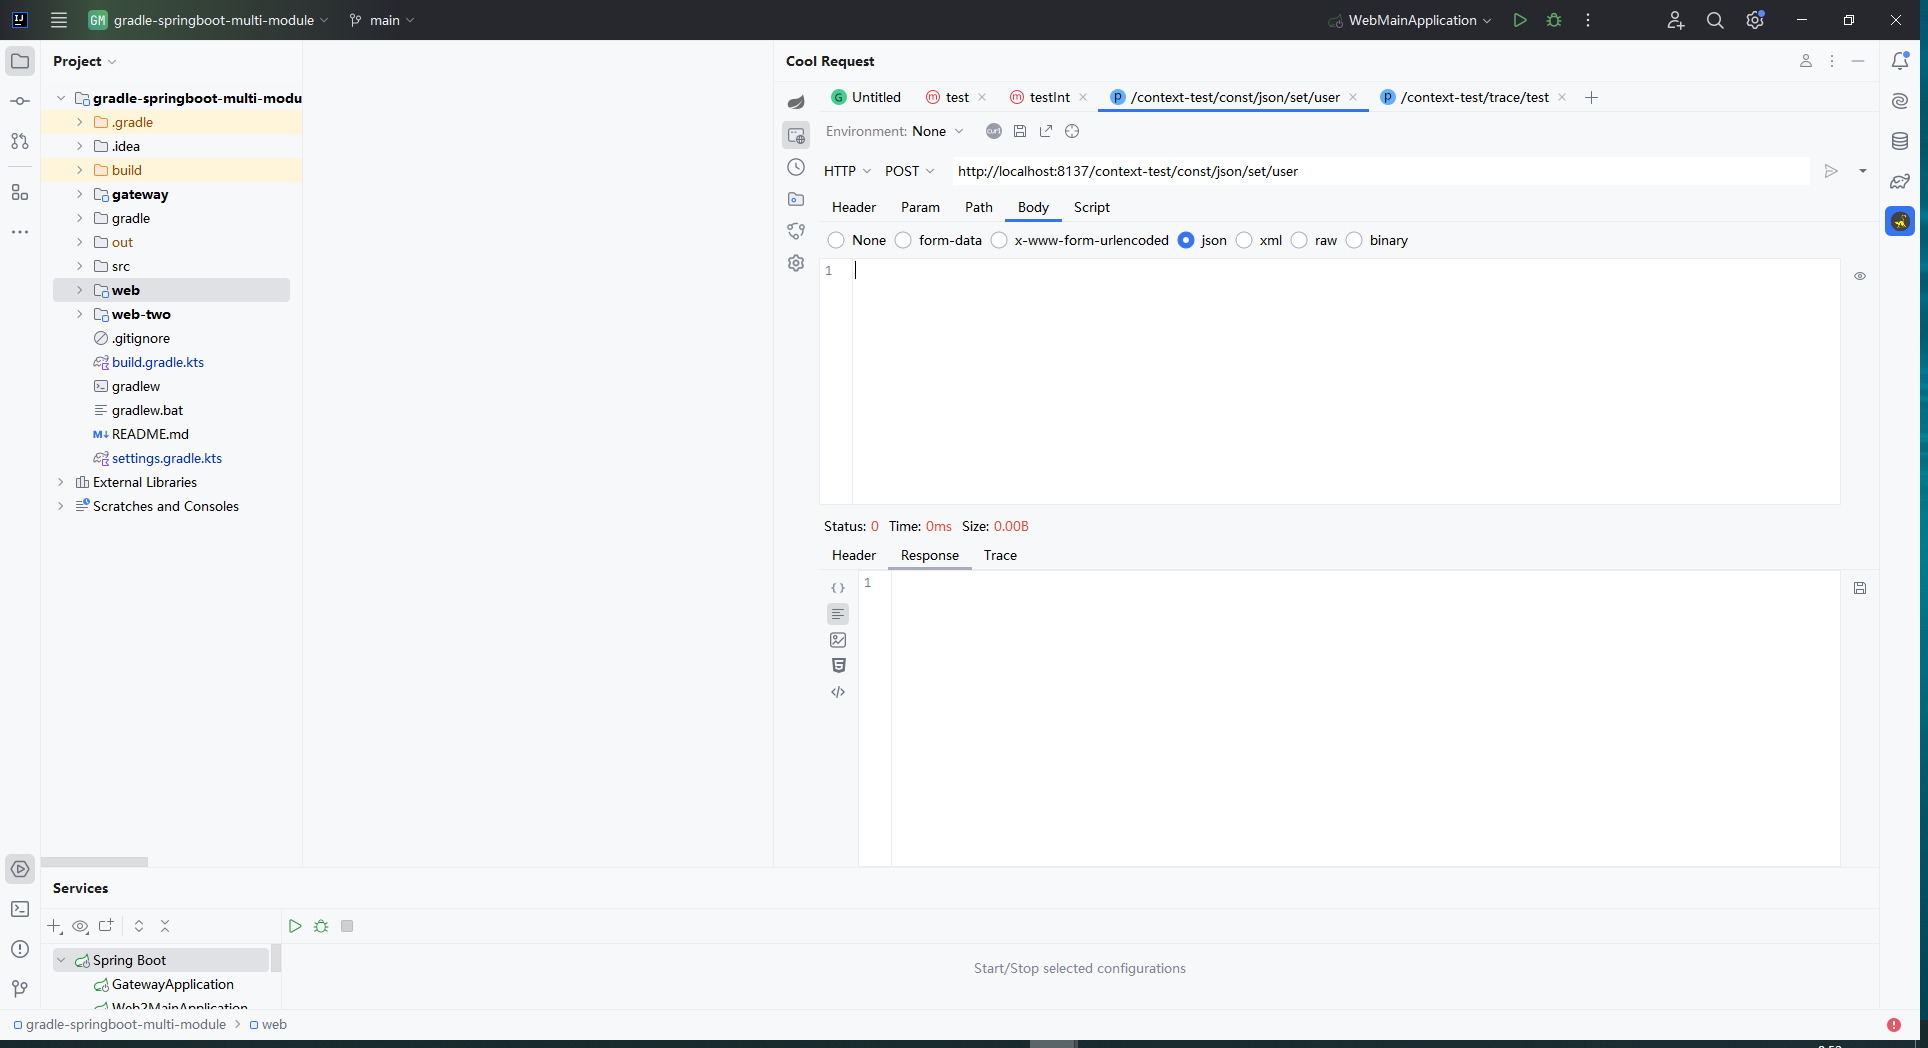 GM gradle-springboot-multi-module main WebMainApplication
Project
Cool Request
gradle-springboot-multi-modu
.gradle
.idea
build
gateway
gradle
out
src
web
web-two
.gitignore
build.gradle.kts
gradlew
gradlew.bat
M↓ README.md
settings.gradle.kts
External Libraries
Scratches and Consoles
G Untitled m test m testInt p /context-test/const/json/set/user p /context-test/trace/test
Environment: None curl
HTTP POST http://localhost:8137/context-test/const/json/set/user
Header Param Path Body Script
None form-data x-www-form-urlencoded json xml raw binary
1
Status: 0 Time: 0ms Size: 0.00B
Header Response Trace
1
Services
Spring Boot
GatewayApplication
Web2MainApplication
Start/Stop selected configurations
gradle-springboot-multi-module > web